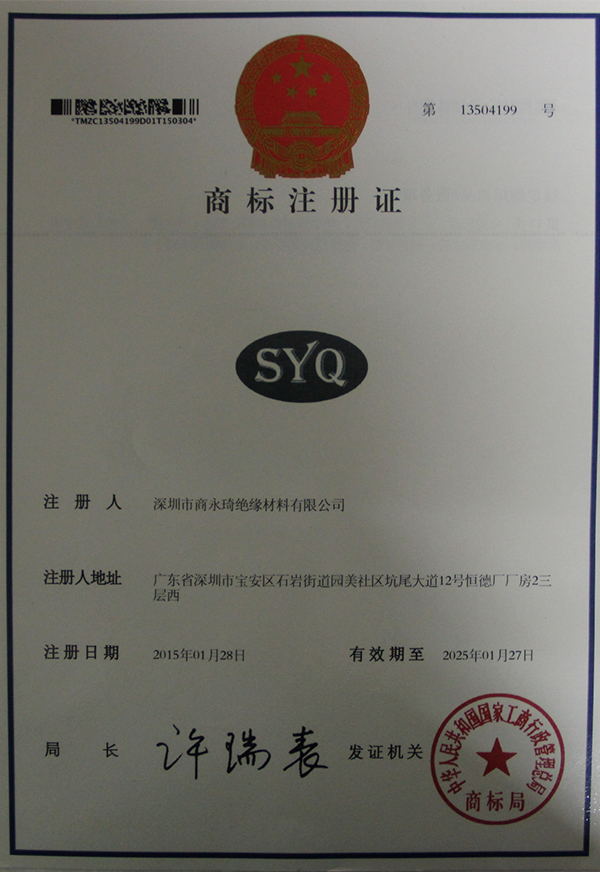 *TMZC13504199D01T150304*
第 13504199 号
商标注册证
SYQ
注册人 深圳市商永琦绝缘材料有限公司
注册人地址 广东省深圳市宝安区石岩街道园美社区坑尾大道12号恒德厂厂房2三
层西
注册日期 2015年01月28日 有效期至 2025年01月27日
局长 许瑞表 发证机关
中华人民共和国国家工商行政管理总局
商标局